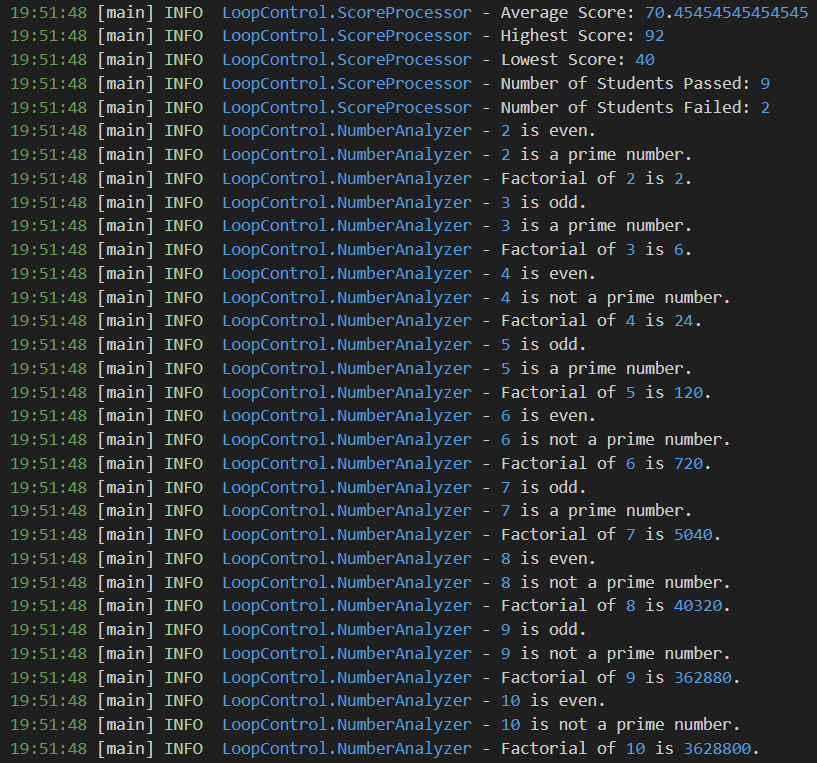 19:51:48 [main] INFO  LoopControl.ScoreProcessor - Average Score: 70.45454545454545
19:51:48 [main] INFO  LoopControl.ScoreProcessor - Highest Score: 92
19:51:48 [main] INFO  LoopControl.ScoreProcessor - Lowest Score: 40
19:51:48 [main] INFO  LoopControl.ScoreProcessor - Number of Students Passed: 9
19:51:48 [main] INFO  LoopControl.ScoreProcessor - Number of Students Failed: 2
19:51:48 [main] INFO  LoopControl.NumberAnalyzer - 2 is even.
19:51:48 [main] INFO  LoopControl.NumberAnalyzer - 2 is a prime number.
19:51:48 [main] INFO  LoopControl.NumberAnalyzer - Factorial of 2 is 2.
19:51:48 [main] INFO  LoopControl.NumberAnalyzer - 3 is odd.
19:51:48 [main] INFO  LoopControl.NumberAnalyzer - 3 is a prime number.
19:51:48 [main] INFO  LoopControl.NumberAnalyzer - Factorial of 3 is 6.
19:51:48 [main] INFO  LoopControl.NumberAnalyzer - 4 is even.
19:51:48 [main] INFO  LoopControl.NumberAnalyzer - 4 is not a prime number.
19:51:48 [main] INFO  LoopControl.NumberAnalyzer - Factorial of 4 is 24.
19:51:48 [main] INFO  LoopControl.NumberAnalyzer - 5 is odd.
19:51:48 [main] INFO  LoopControl.NumberAnalyzer - 5 is a prime number.
19:51:48 [main] INFO  LoopControl.NumberAnalyzer - Factorial of 5 is 120.
19:51:48 [main] INFO  LoopControl.NumberAnalyzer - 6 is even.
19:51:48 [main] INFO  LoopControl.NumberAnalyzer - 6 is not a prime number.
19:51:48 [main] INFO  LoopControl.NumberAnalyzer - Factorial of 6 is 720.
19:51:48 [main] INFO  LoopControl.NumberAnalyzer - 7 is odd.
19:51:48 [main] INFO  LoopControl.NumberAnalyzer - 7 is a prime number.
19:51:48 [main] INFO  LoopControl.NumberAnalyzer - Factorial of 7 is 5040.
19:51:48 [main] INFO  LoopControl.NumberAnalyzer - 8 is even.
19:51:48 [main] INFO  LoopControl.NumberAnalyzer - 8 is not a prime number.
19:51:48 [main] INFO  LoopControl.NumberAnalyzer - Factorial of 8 is 40320.
19:51:48 [main] INFO  LoopControl.NumberAnalyzer - 9 is odd.
19:51:48 [main] INFO  LoopControl.NumberAnalyzer - 9 is not a prime number.
19:51:48 [main] INFO  LoopControl.NumberAnalyzer - Factorial of 9 is 362880.
19:51:48 [main] INFO  LoopControl.NumberAnalyzer - 10 is even.
19:51:48 [main] INFO  LoopControl.NumberAnalyzer - 10 is not a prime number.
19:51:48 [main] INFO  LoopControl.NumberAnalyzer - Factorial of 10 is 3628800.